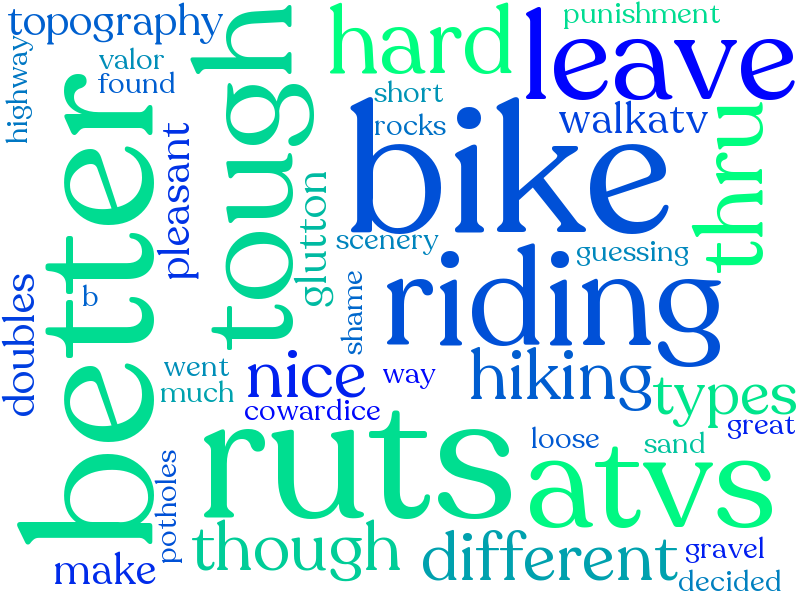 topography
punishment
hard
leave
highway
valor
found
tough
short
rocks
walkatv
better
bike
thru
pleasant
glutton
scenery
guessing
doubles
b
shame
riding
went
much
nice
way
hiking
types
cowardice
great
ruts
loose
sand
atvs
potholes
though
different
gravel
make
decided